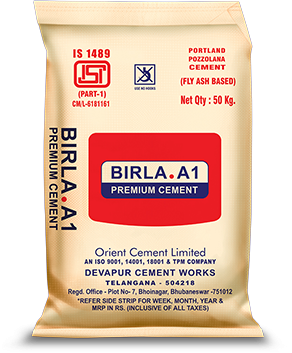 IS 1489
ISI
(PART-1)
CM/L-6181161
USE NO HOOKS
PORTLAND
POZZOLANA
CEMENT
(FLY ASH BASED)
Net Qty : 50 Kg.
BIRLA.A1
PREMIUM CEMENT
BIRLA.A1
PREMIUM CEMENT
Orient Cement Limited
AN ISO 9001, 14001, 18001 & TPM COMPANY
DEVAPUR CEMENT WORKS
TELANGANA - 504218
Regd. Office - Plot No- 7, Bhoinagar, Bhubaneswar -751012
*REFER SIDE STRIP FOR WEEK, MONTH, YEAR &
MRP IN RS. (INCLUSIVE OF ALL TAXES)